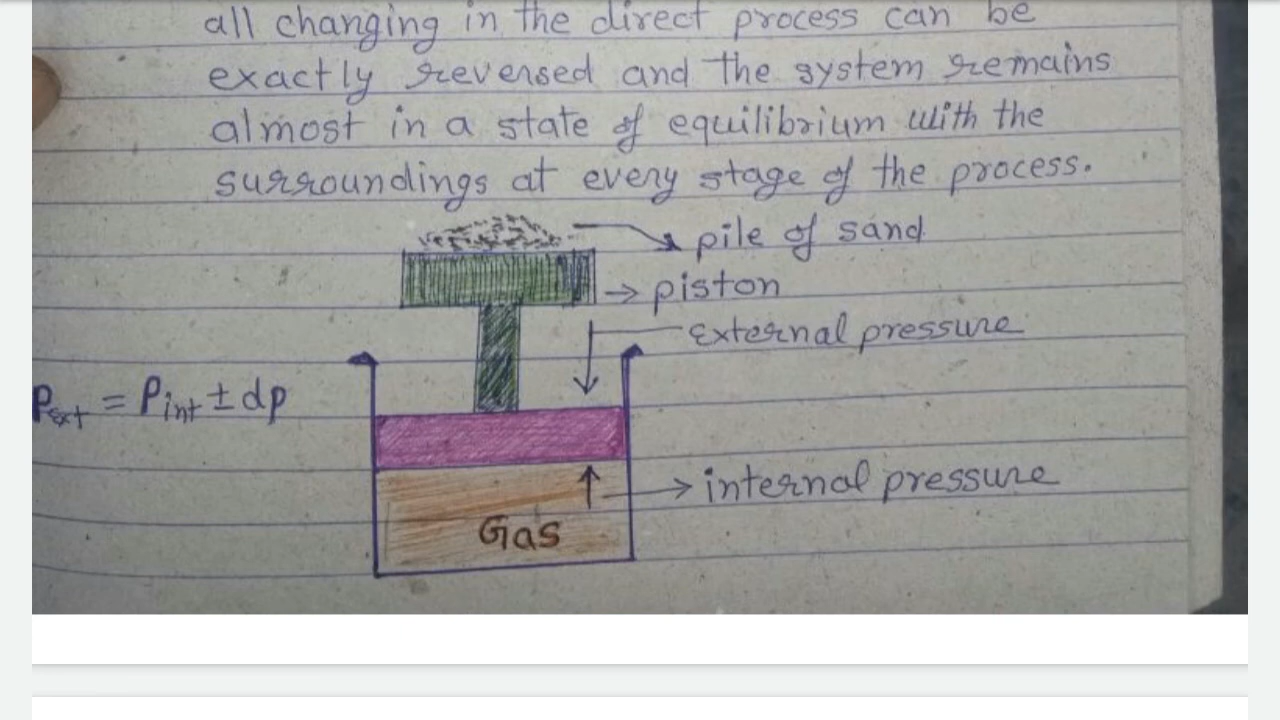 all changing in the direct process can be
exactly reversed and the system remains
almost in a state of equilibrium with the
surroundings at every stage of the process.
pile of sand
piston
External pressure
Pext = Pint ± dp
internal pressure
Gas